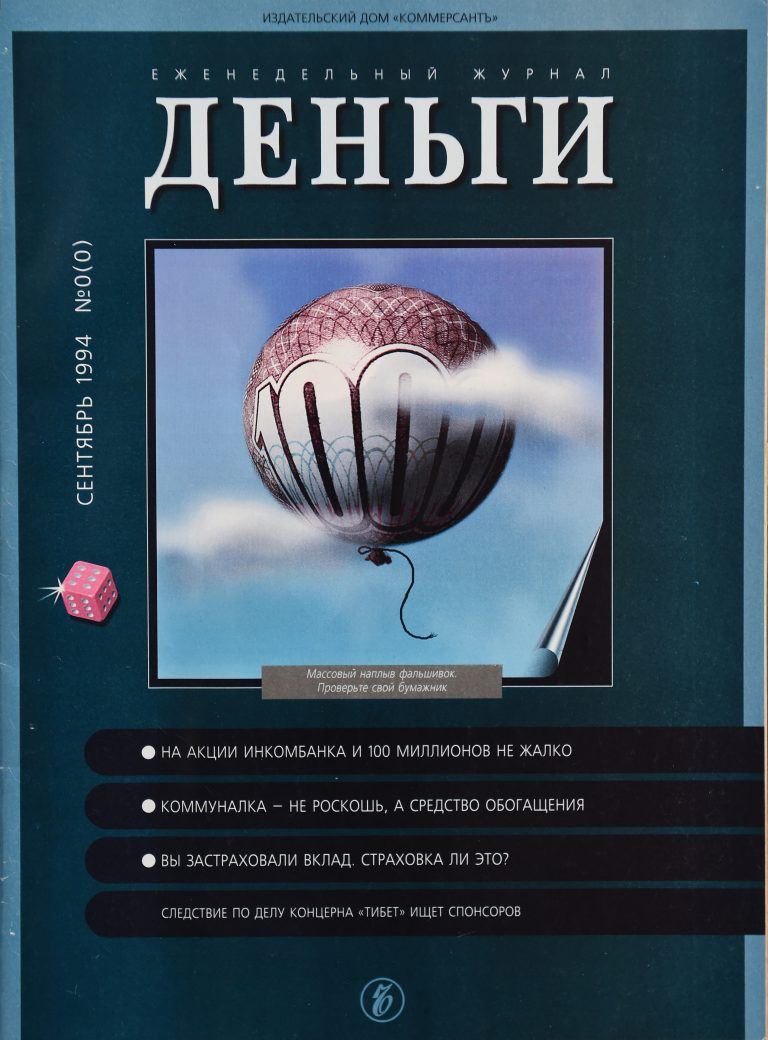 ИЗДАТЕЛЬСКИЙ ДОМ «КОММЕРСАНТЪ»
ЕЖЕНЕДЕЛЬНЫЙ ЖУРНАЛ
ДЕНЬГИ
СЕНТЯБРЬ 1994 №0(0)
1000
Массовый наплыв фальшивок.
Проверьте свой бумажник
● НА АКЦИИ ИНКОМБАНКА И 100 МИЛЛИОНОВ НЕ ЖАЛКО
● КОММУНАЛКА – НЕ РОСКОШЬ, А СРЕДСТВО ОБОГАЩЕНИЯ
● ВЫ ЗАСТРАХОВАЛИ ВКЛАД. СТРАХОВКА ЛИ ЭТО?
СЛЕДСТВИЕ ПО ДЕЛУ КОНЦЕРНА «ТИБЕТ» ИЩЕТ СПОНСОРОВ
Ъ